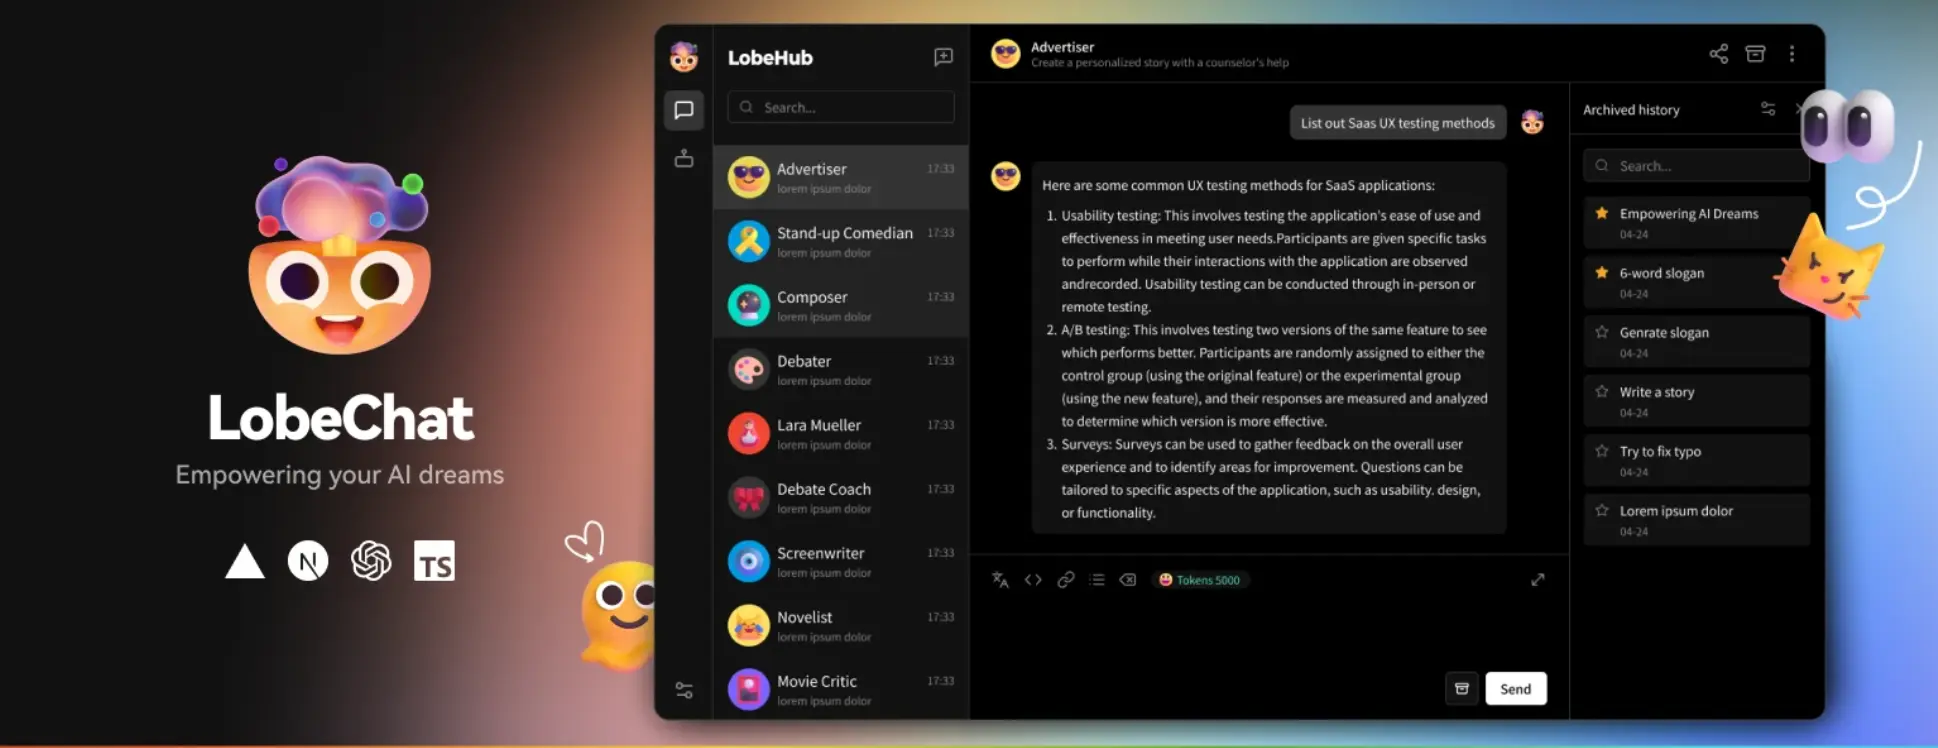 LobeChat
Empowering your AI dreams
N
TS
LobeHub
Search...
Advertiser 17:33
lorem ipsum dolor
Stand-up Comedian 17:33
lorem ipsum dolor
Composer 17:33
lorem ipsum dolor
Debater 17:33
lorem ipsum dolor
Lara Mueller 17:33
lorem ipsum dolor
Debate Coach 17:33
lorem ipsum dolor
Screenwriter 17:33
lorem ipsum dolor
Novelist 17:33
lorem ipsum dolor
Movie Critic 17:33
lorem ipsum dolor
Advertiser
Create a personalized story with a counselor's help
List out Saas UX testing methods
Here are some common UX testing methods for SaaS applications:
1. Usability testing: This involves testing the application's ease of use and
effectiveness in meeting user needs.Participants are given specific tasks
to perform while their interactions with the application are observed
andrecorded. Usability testing can be conducted through in-person or
remote testing.
2. A/B testing: This involves testing two versions of the same feature to see
which performs better. Participants are randomly assigned to either the
control group (using the original feature) or the experimental group
(using the new feature), and their responses are measured and analyzed
to determine which version is more effective.
3. Surveys: Surveys can be used to gather feedback on the overall user
experience and to identify areas for improvement. Questions can be
tailored to specific aspects of the application, such as usability. design,
or functionality.
Tokens 5000
Send
Archived history
Search...
Empowering AI Dreams
04-24
6-word slogan
04-24
Genrate slogan
04-24
Write a story
04-24
Try to fix typo
04-24
Lorem ipsum dolor
04-24